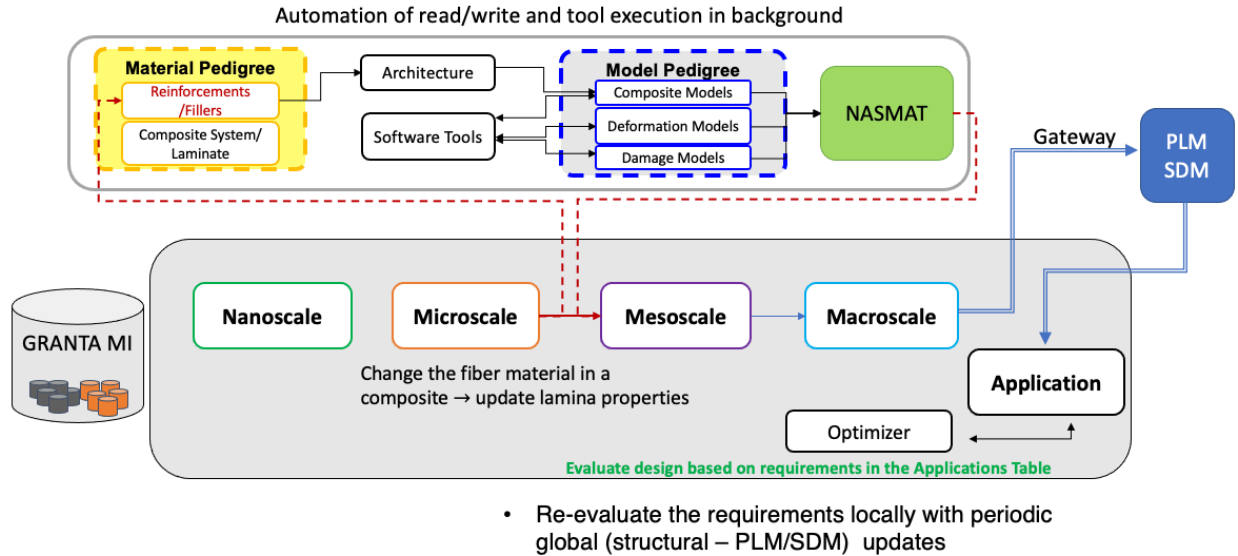 Automation of read/write and tool execution in background
Material Pedigree
Reinforcements
/Fillers
Composite System/
Laminate
Architecture
Software Tools
Model Pedigree
Composite Models
Deformation Models
Damage Models
NASMAT
Gateway
PLM
SDM
GRANTA MI
Nanoscale
Microscale
Mesoscale
Macroscale
Change the fiber material in a
composite → update lamina properties
Application
Optimizer
Evaluate design based on requirements in the Applications Table
• Re-evaluate the requirements locally with periodic
global (structural – PLM/SDM) updates